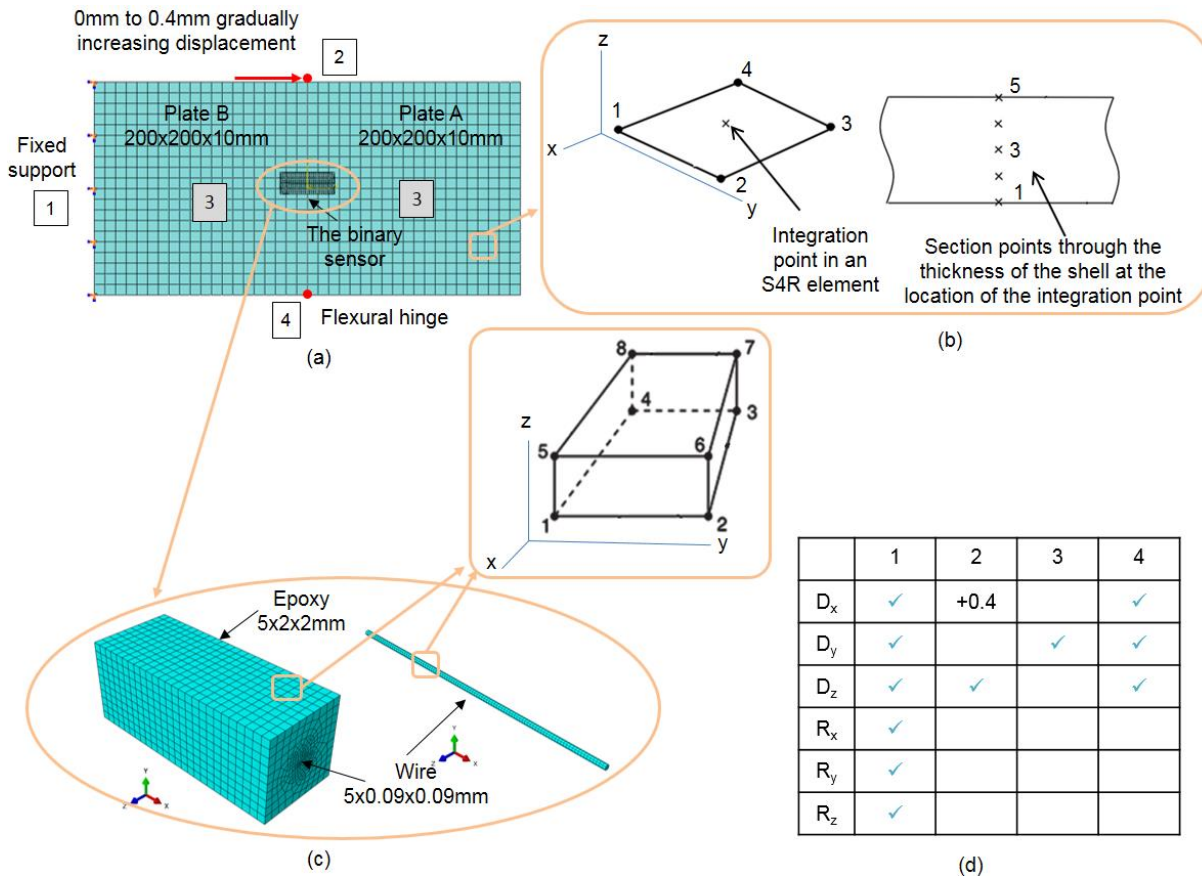 0mm to 0.4mm gradually
increasing displacement
2
Plate B
200x200x10mm
Plate A
200x200x10mm
Fixed
support
1
3
3
The binary
sensor
4
Flexural hinge
(a)
z
x
y
1
2
3
4
Integration
point in an
S4R element
5
3
1
Section points through the
thickness of the shell at the
location of the integration point
(b)
z
x
y
8
7
4
3
5
6
1
2
Epoxy
5x2x2mm
Wire
5x0.09x0.09mm
Y
Z
X
Y
Z
X
(c)
1 2 3 4
Dx ✓ +0.4 ✓
Dy ✓ ✓ ✓
Dz ✓ ✓ ✓
Rx ✓
Ry ✓
Rz ✓
(d)